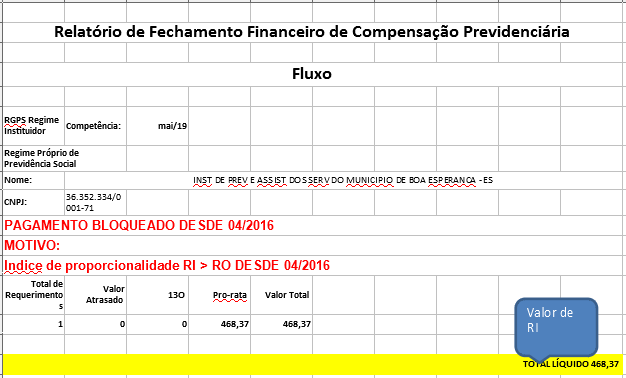 Relatório de Fechamento Financeiro de Compensação Previdenciária
Fluxo
RGPS Regime
Instituidor
Competência:
mai/19
Regime Próprio de
Previdência Social
Nome:
INST DE PREV E ASSIST DOS SERV DO MUNICIPIO DE BOA ESPERANCA - ES
CNPJ:
36.352.334/0
001-71
PAGAMENTO BLOQUEADO DESDE 04/2016
MOTIVO:
Indice de proporcionalidade RI > RO DESDE 04/2016
Total de
Requerimento
s
Valor
Atrasado
13O
Pro-rata
Valor Total
1
0
0
468,37
468,37
Valor de
RI
TOTAL LÍQUIDO 468,37